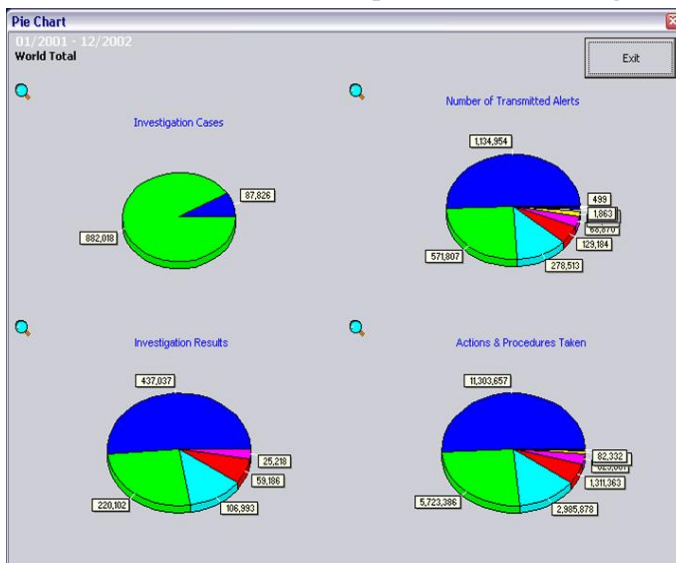 Pie Chart
01/2001 - 12/2002
World Total
Exit
Investigation Cases
87,826
882,018
Number of Transmitted Alerts
1,134,954
499
1,863
68,870
129,184
571,807
278,513
Investigation Results
437,037
25,218
59,186
220,102
106,993
Actions & Procedures Taken
11,303,657
82,332
1,311,363
5,723,386
2,985,878